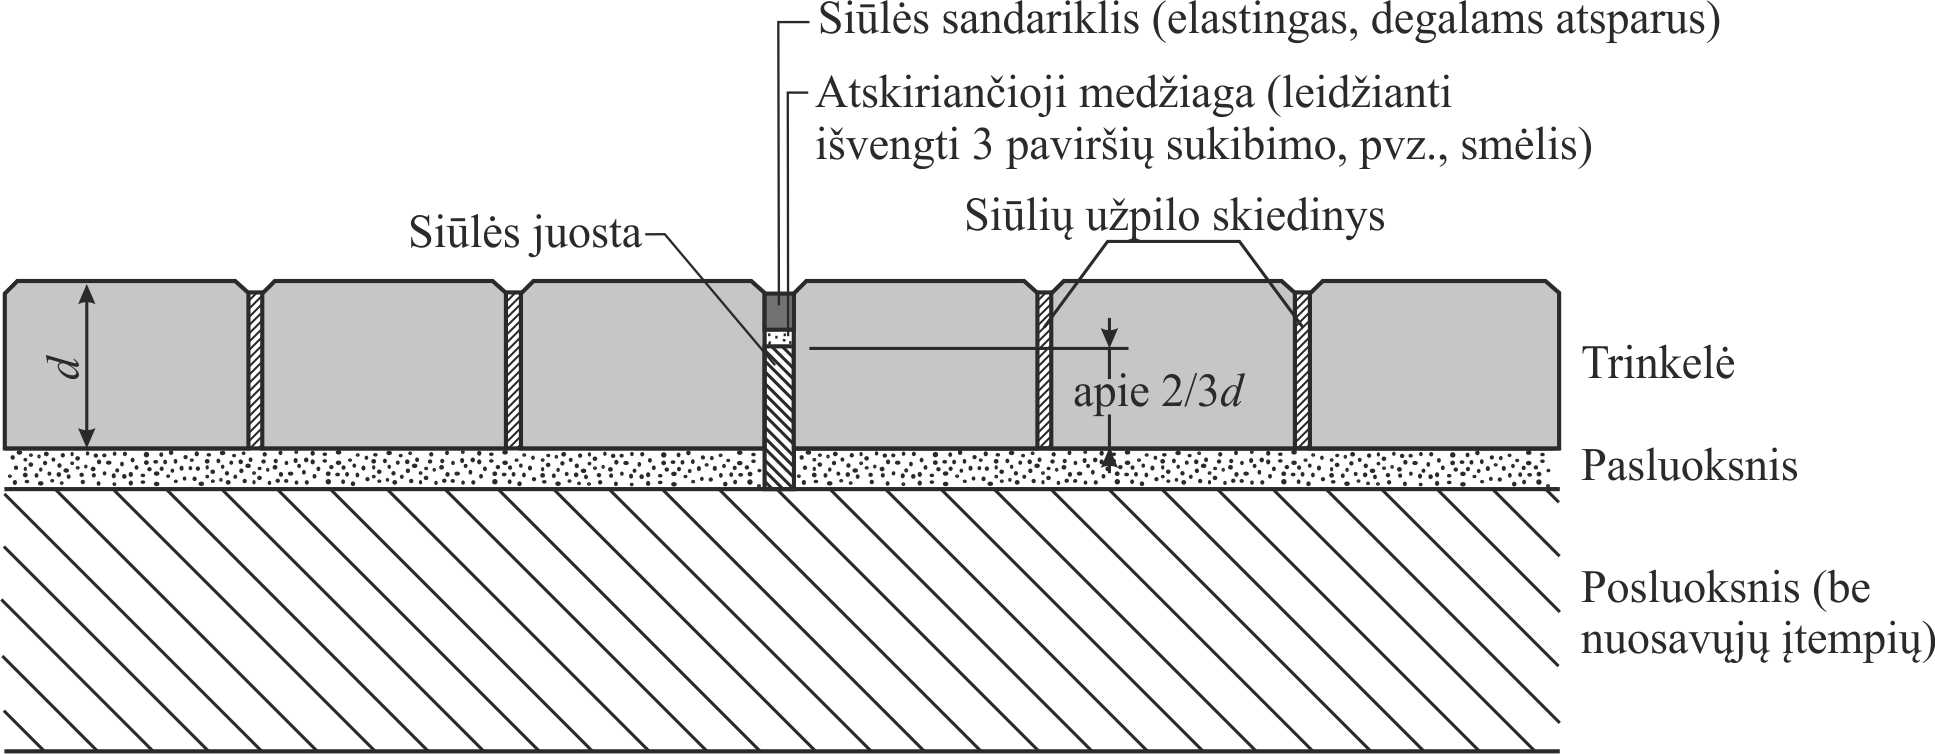 Siūlės sandariklis (elastingas, degalams atsparus)
Atskiriančioji medžiaga (leidžianti
išvengti 3 paviršių sukibimo, pvz., smėlis)
Siūlių užpilo skiedinys
Siūlės juosta
d
apie 2/3d
Trinkelė
Pasluoksnis
Posluoksnis (be
nuosavųjų įtempių)